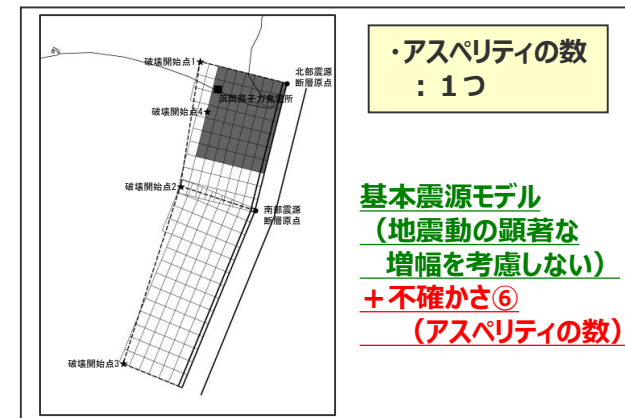 破壊開始点1★
北部震源
断層原点
浜岡原子力発電所
破壊開始点4★
破壊開始点2★
南部震源
断層原点
破壊開始点3★
・アスペリティの数
：１つ
基本震源モデル
（地震動の顕著な
増幅を考慮しない）
＋不確かさ⑥
（アスペリティの数）